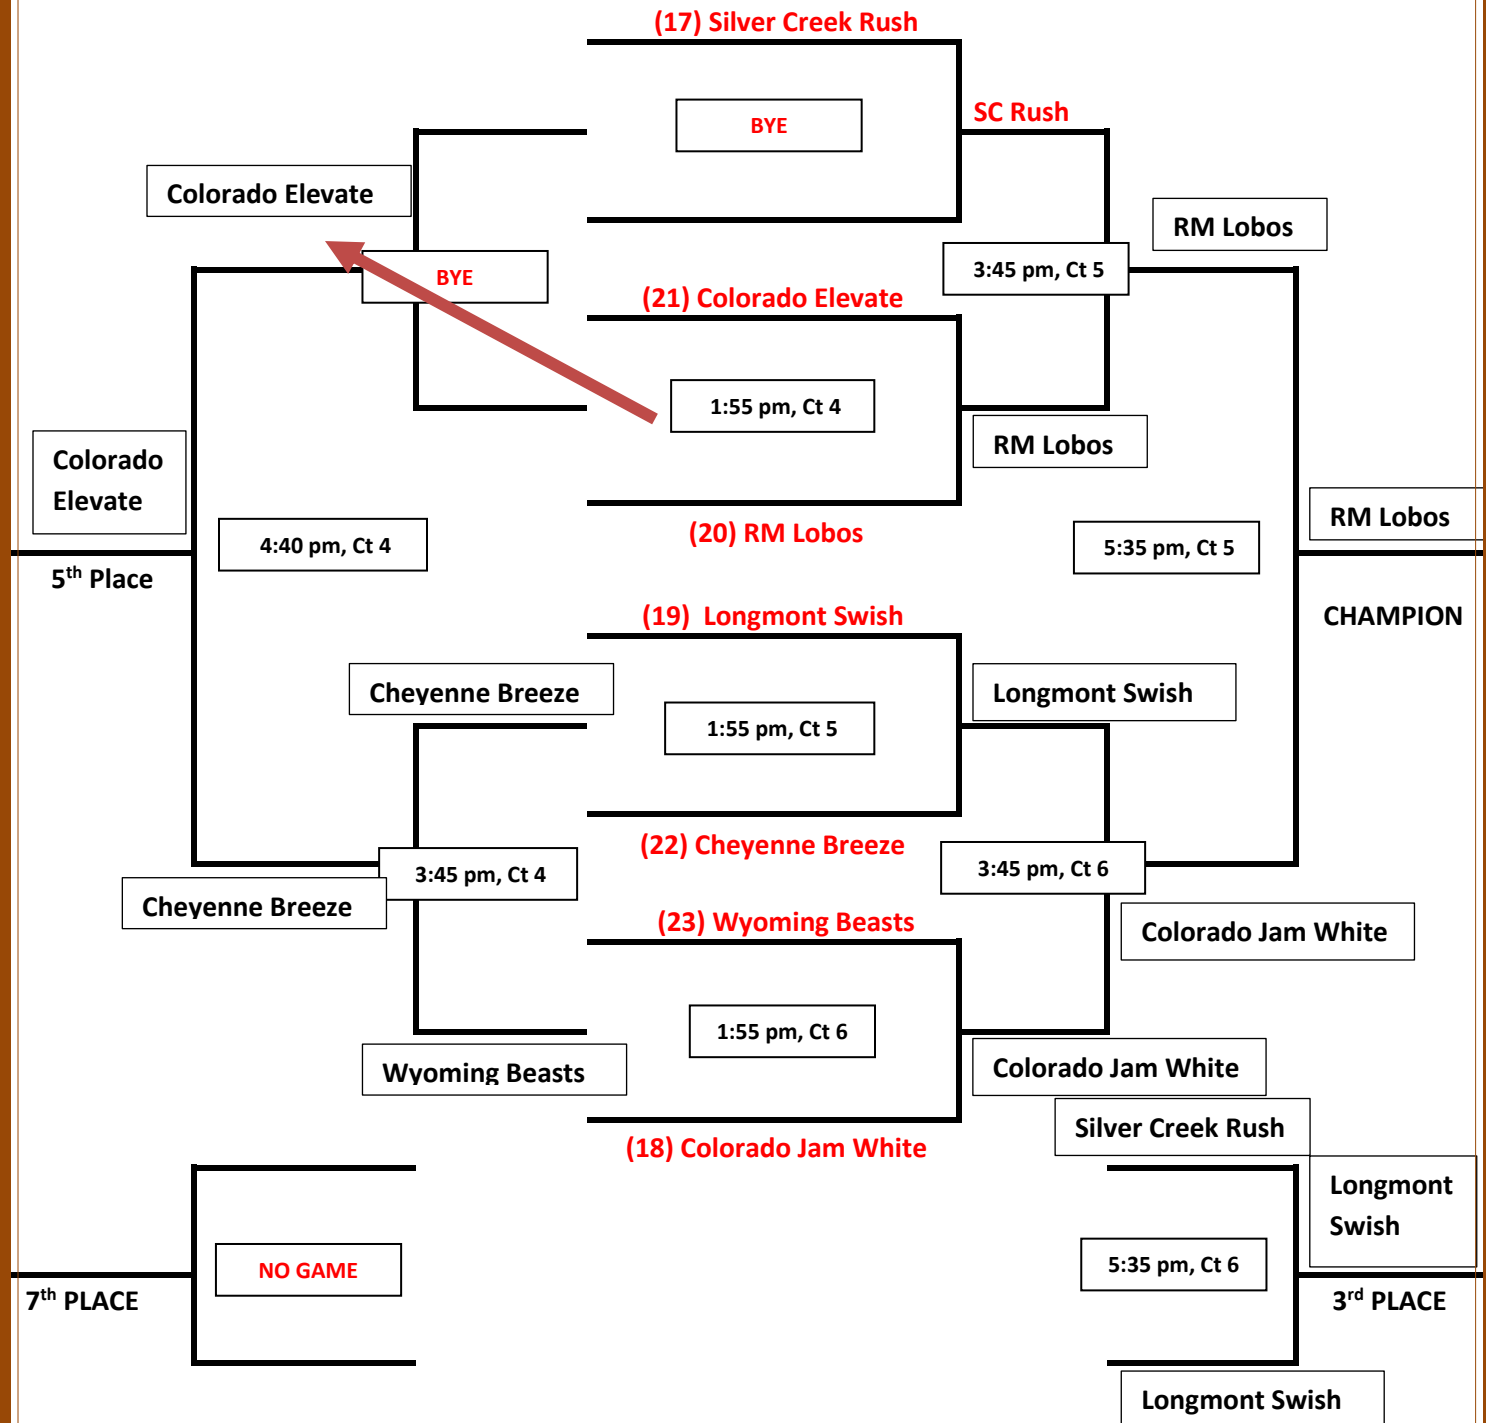 (17) Silver Creek Rush
BYE
SC Rush
Colorado Elevate
RM Lobos
BYE
3:45 pm, Ct 5
(21) Colorado Elevate
1:55 pm, Ct 4
RM Lobos
Colorado
Elevate
(20) RM Lobos
4:40 pm, Ct 4
5:35 pm, Ct 5
RM Lobos
5th Place
CHAMPION
(19) Longmont Swish
Cheyenne Breeze
Longmont Swish
1:55 pm, Ct 5
(22) Cheyenne Breeze
3:45 pm, Ct 4
3:45 pm, Ct 6
Cheyenne Breeze
(23) Wyoming Beasts
Colorado Jam White
1:55 pm, Ct 6
Wyoming Beasts
Colorado Jam White
Silver Creek Rush
(18) Colorado Jam White
Longmont
Swish
NO GAME
5:35 pm, Ct 6
7th PLACE
3rd PLACE
Longmont Swish